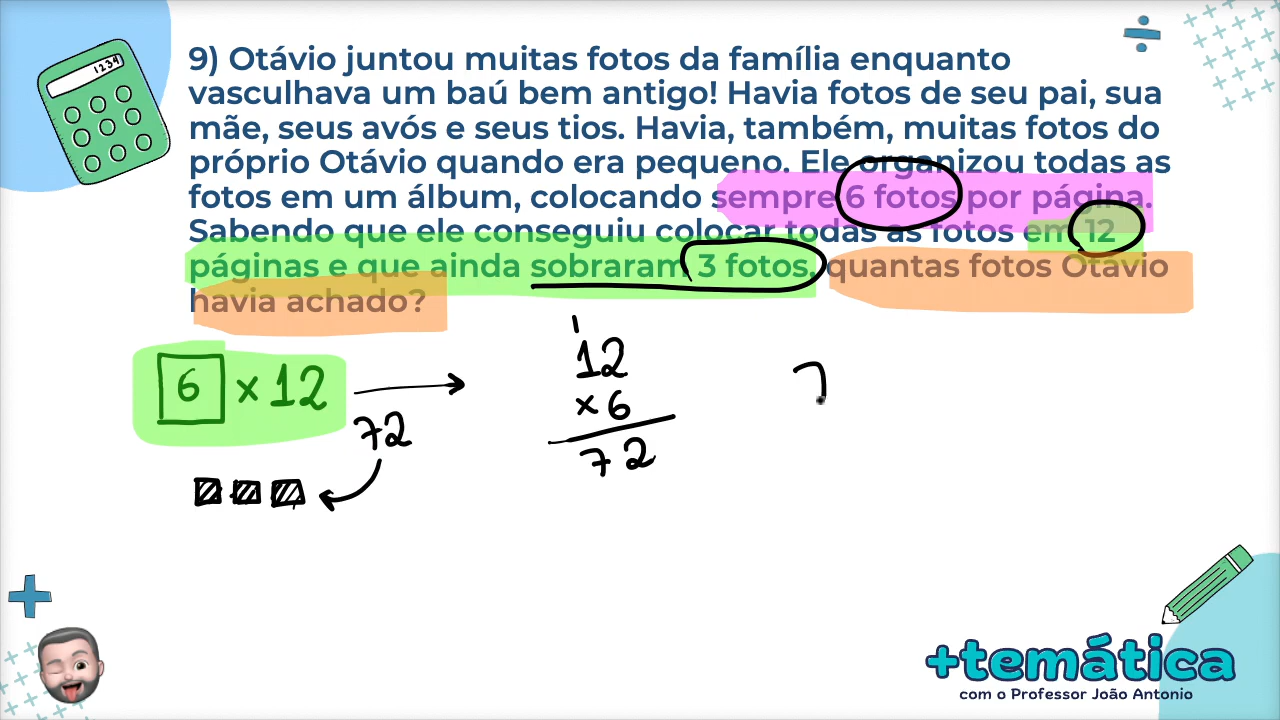 1234
9) Otávio juntou muitas fotos da família enquanto
vasculhava um baú bem antigo! Havia fotos de seu pai, sua
mãe, seus avós e seus tios. Havia, também, muitas fotos do
próprio Otávio quando era pequeno. Ele organizou todas as
fotos em um álbum, colocando sempre 6 fotos por página.
Sabendo que ele conseguiu colocar todas as fotos em 12
páginas e que ainda sobraram 3 fotos, quantas fotos Otávio
havia achado?
6 × 12
72
1
12
× 6
72
+temática
com o Professor João Antonio